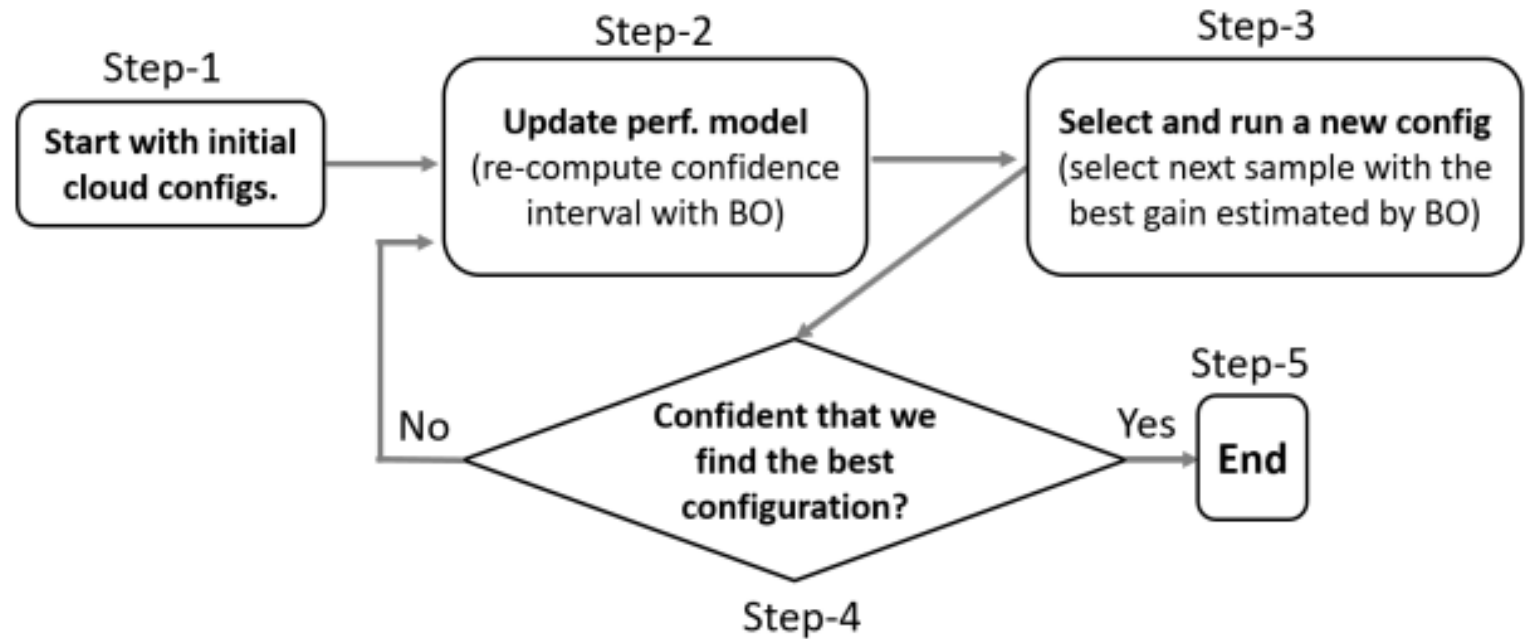 Step-1
Start with initial
cloud configs.
Step-2
Update perf. model
(re-compute confidence
interval with BO)
Step-3
Select and run a new config
(select next sample with the
best gain estimated by BO)
No
Confident that we
find the best
configuration?
Step-4
Yes
Step-5
End